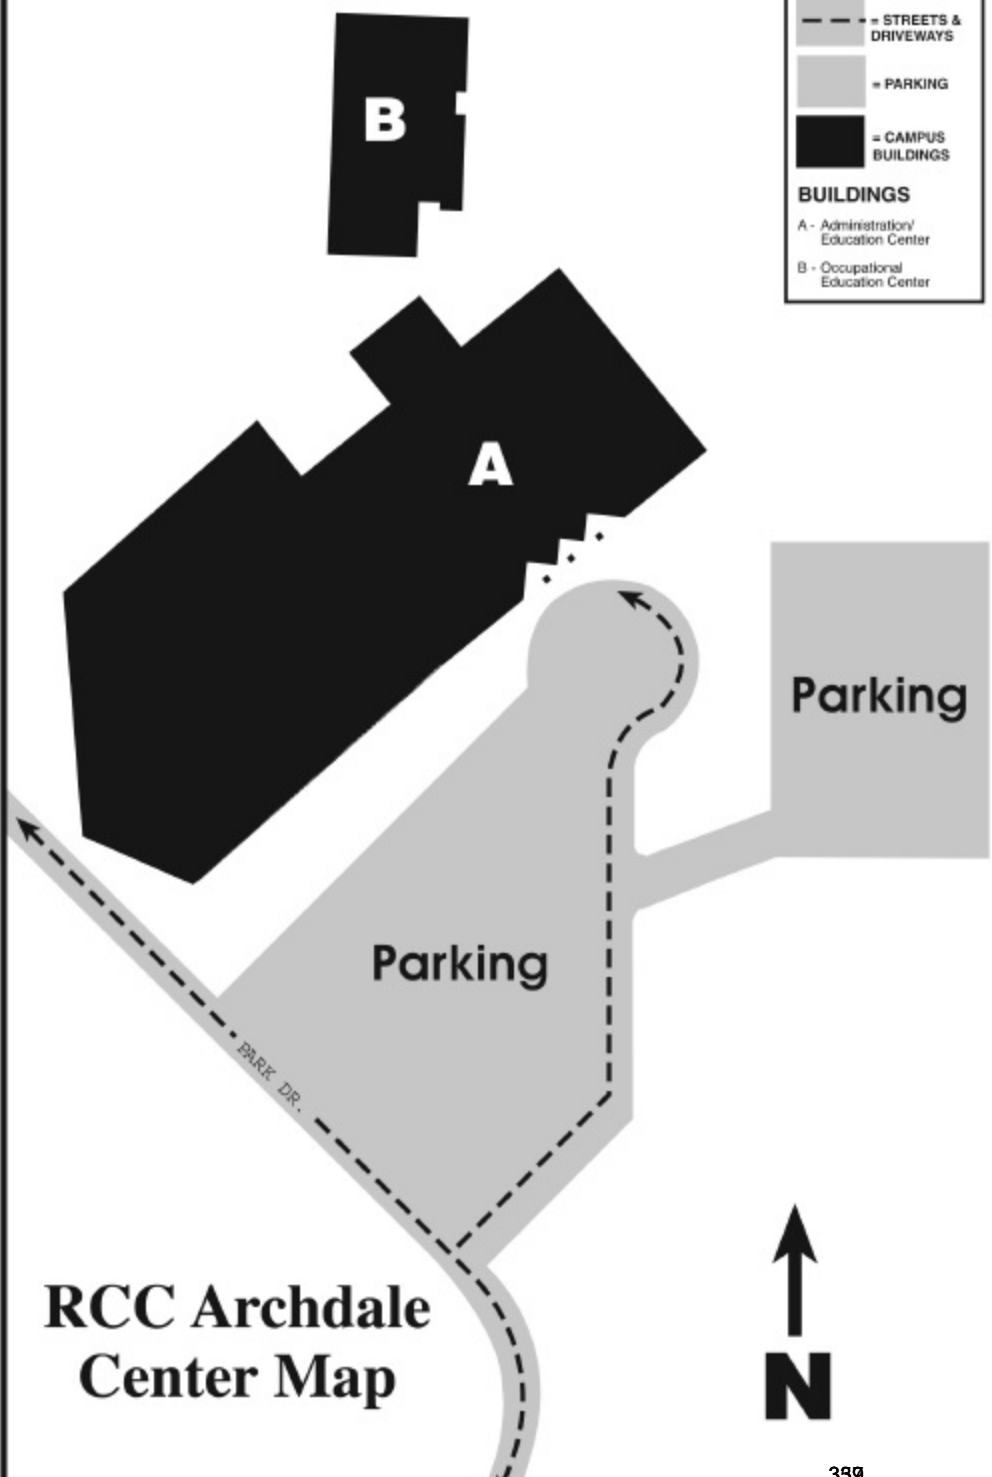 = STREETS &
DRIVEWAYS
= PARKING
= CAMPUS
BUILDINGS
BUILDINGS
A - Administration/
Education Center
B - Occupational
Education Center
B
A
Parking
Parking
PARK DR.
RCC Archdale
Center Map
N